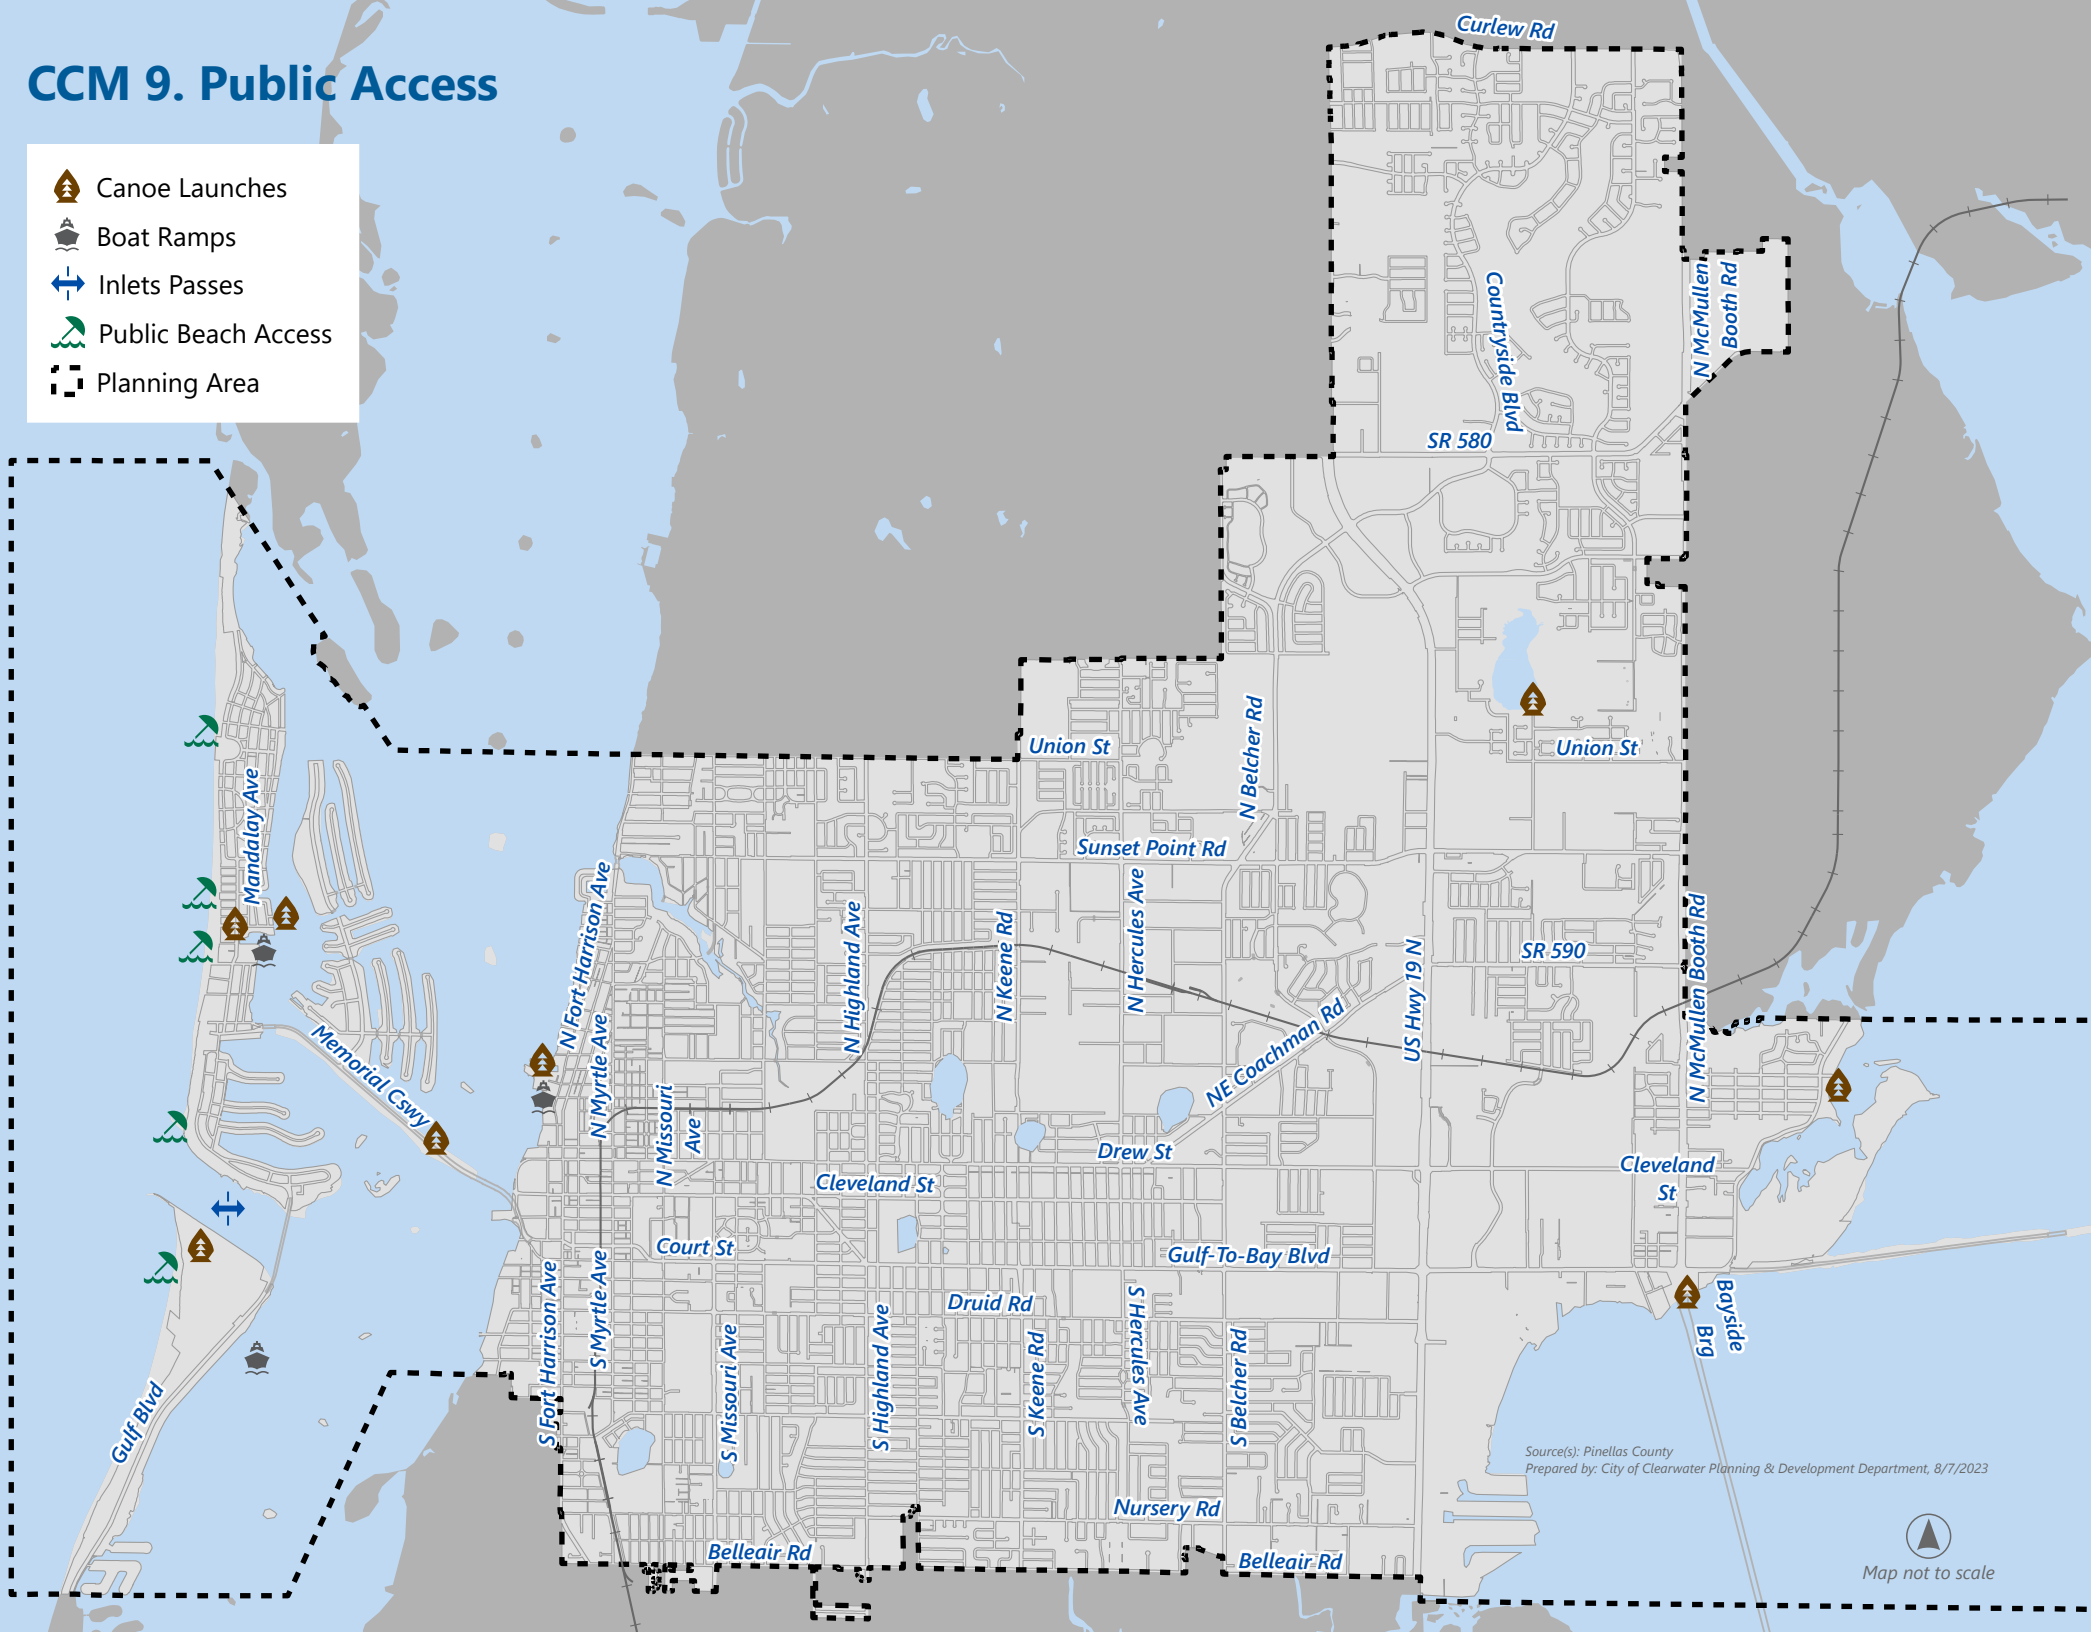 Curlew Rd
CCM 9. Public Access
Canoe Launches
Boat Ramps
Inlets Passes
Public Beach Access
Planning Area
N McMullen
Booth Rd
Countryside Blvd
SR 580
N Belcher Rd
Union St
Union St
Mandalay Ave
Sunset Point Rd
N Fort Harrison Ave
N Highland Ave
N Keene Rd
N Hercules Ave
US Hwy 19 N
SR 590
N McMullen Booth Rd
Memorial Cswy
N Myrtle Ave
N Missouri
Ave
NE Coachman Rd
Drew St
Cleveland St
Cleveland
St
Court St
Gulf-To-Bay Blvd
Druid Rd
S Fort Harrison Ave
S Myrtle Ave
S Missouri Ave
S Highland Ave
S Keene Rd
S Hercules Ave
S Belcher Rd
Bayside
Brg
Gulf Blvd
Source(s): Pinellas County
Prepared by: City of Clearwater Planning & Development Department, 8/7/2023
Nursery Rd
Belleair Rd
Belleair Rd
Map not to scale